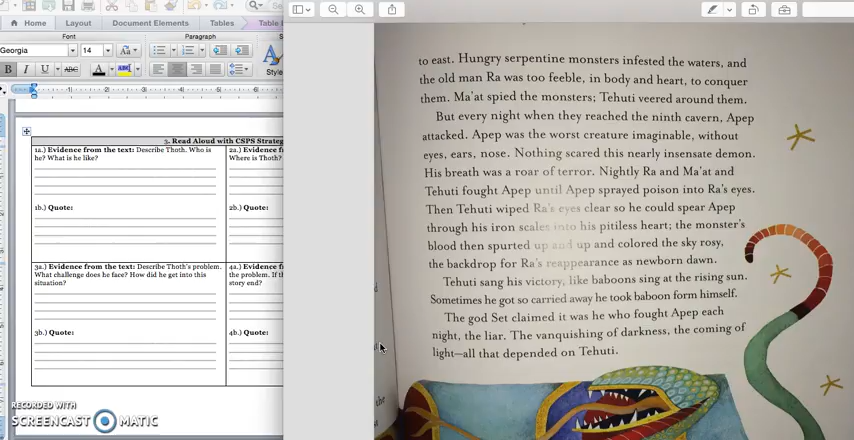 Home
Layout
Document Elements
Tables
Table
Font
Paragraph
Georgia
14
Aa
B
I
U
ABC
A
ABC
A
Style
3. Read Aloud with CSPS Strateg
1a.) Evidence from the text: Describe Thoth. Who is
he? What is he like?
1b.) Quote:
2a.) Evidence f
Where is Thoth?
2b.) Quote:
3a.) Evidence from the text: Describe Thoth's problem.
What challenge does he face? How did he get into this
situation?
3b.) Quote:
4a.) Evidence f
the problem. If th
story end?
4b.) Quote:
RECORDED WITH
SCREENCAST MATIC
to east. Hungry serpentine monsters infested the waters, and
the old man Ra was too feeble, in body and heart, to conquer
them. Ma'at spied the monsters; Tehuti veered around them.
But every night when they reached the ninth cavern, Apep
attacked. Apep was the worst creature imaginable, without
eyes, ears, nose. Nothing scared this nearly insensate demon.
His breath was a roar of terror. Nightly Ra and Ma'at and
Tehuti fought Apep until Apep sprayed poison into Ra's eyes.
Then Tehuti wiped Ra's eyes clear so he could spear Apep
through his iron scales into his pitiless heart; the monster's
blood then spurted up and up and colored the sky rosy,
the backdrop for Ra's reappearance as newborn dawn.
Tehuti sang his victory, like baboons sing at the rising sun.
Sometimes he got so carried away he took baboon form himself.
The god Set claimed it was he who fought Apep each
night, the liar. The vanquishing of darkness, the coming of
light—all that depended on Tehuti.
the